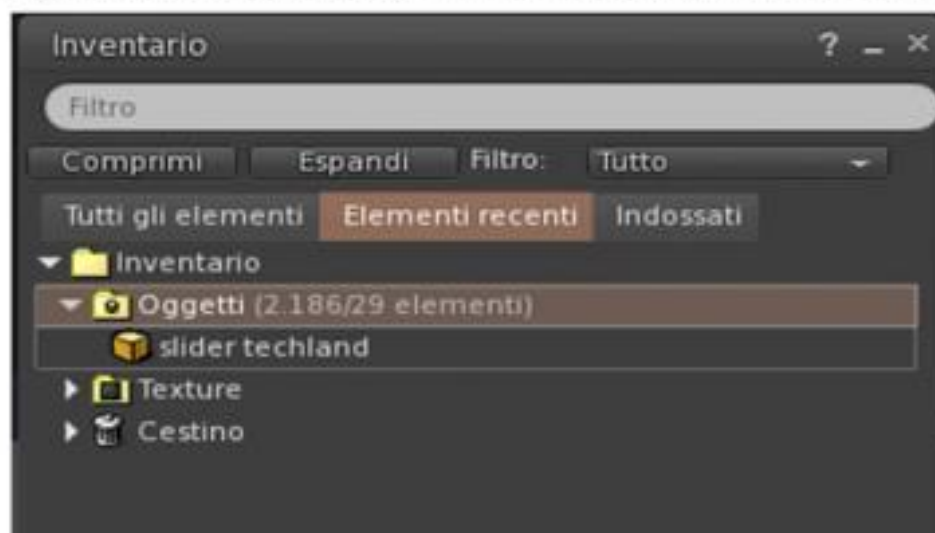 Inventario ? _ ×
Filtro
Comprimi Espandi Filtro: Tutto
Tutti gli elementi Elementi recenti Indossati
Inventario
Oggetti (2.186/29 elementi)
slider techland
Texture
Cestino